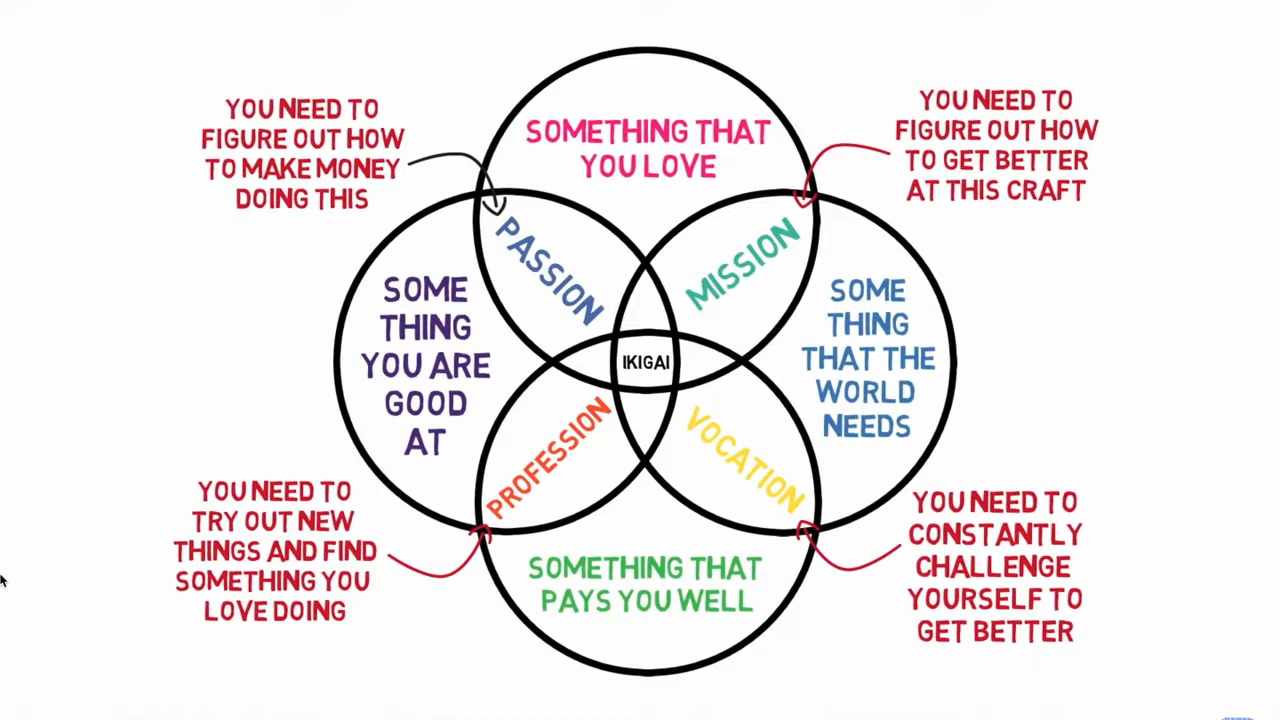 SOMETHING THAT
YOU LOVE
YOU NEED TO
FIGURE OUT HOW
TO MAKE MONEY
DOING THIS
YOU NEED TO
FIGURE OUT HOW
TO GET BETTER
AT THIS CRAFT
PASSION
MISSION
SOME
THING
YOU ARE
GOOD
AT
IKIGAI
SOME
THING
THAT THE
WORLD
NEEDS
PROFESSION
VOCATION
YOU NEED TO
TRY OUT NEW
THINGS AND FIND
SOMETHING YOU
LOVE DOING
SOMETHING THAT
PAYS YOU WELL
YOU NEED TO
CONSTANTLY
CHALLENGE
YOURSELF TO
GET BETTER